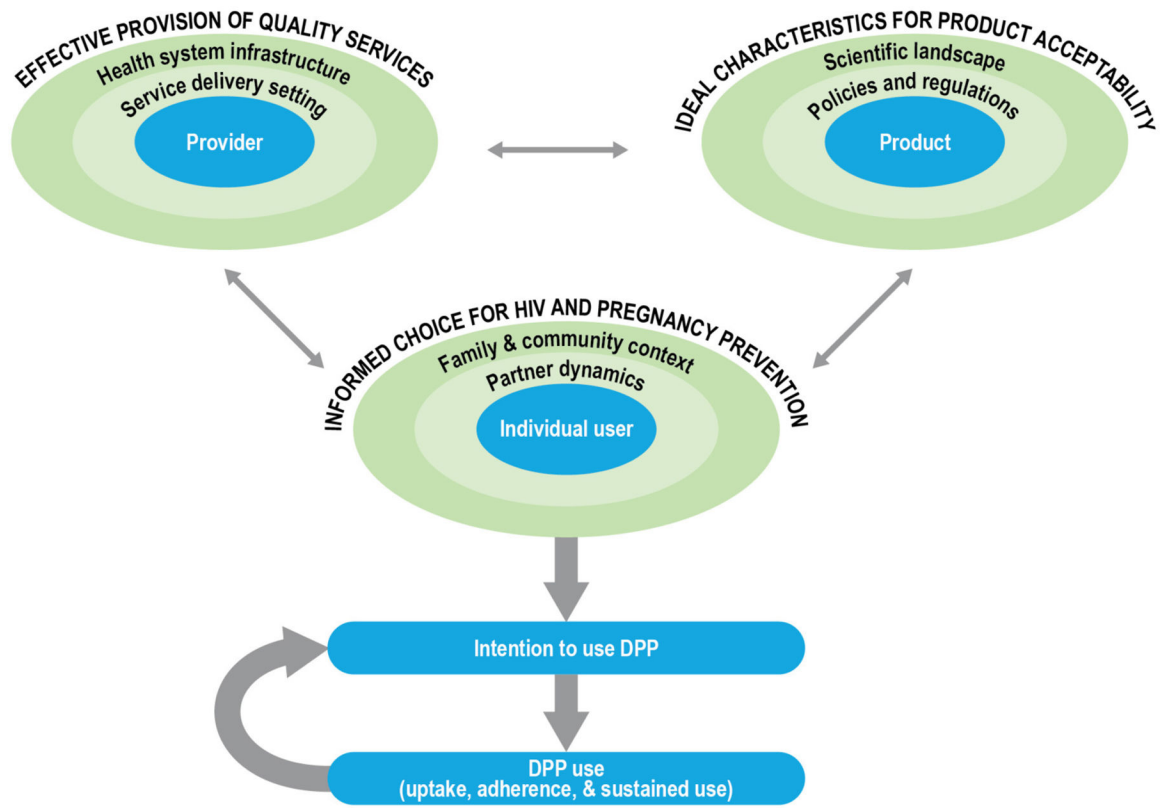 EFFECTIVE PROVISION OF QUALITY SERVICES
Health system infrastructure
Service delivery setting
Provider
IDEAL CHARACTERISTICS FOR PRODUCT ACCEPTABILITY
Scientific landscape
Policies and regulations
Product
INFORMED CHOICE FOR HIV AND PREGNANCY PREVENTION
Family & community context
Partner dynamics
Individual user
Intention to use DPP
DPP use
(uptake, adherence, & sustained use)